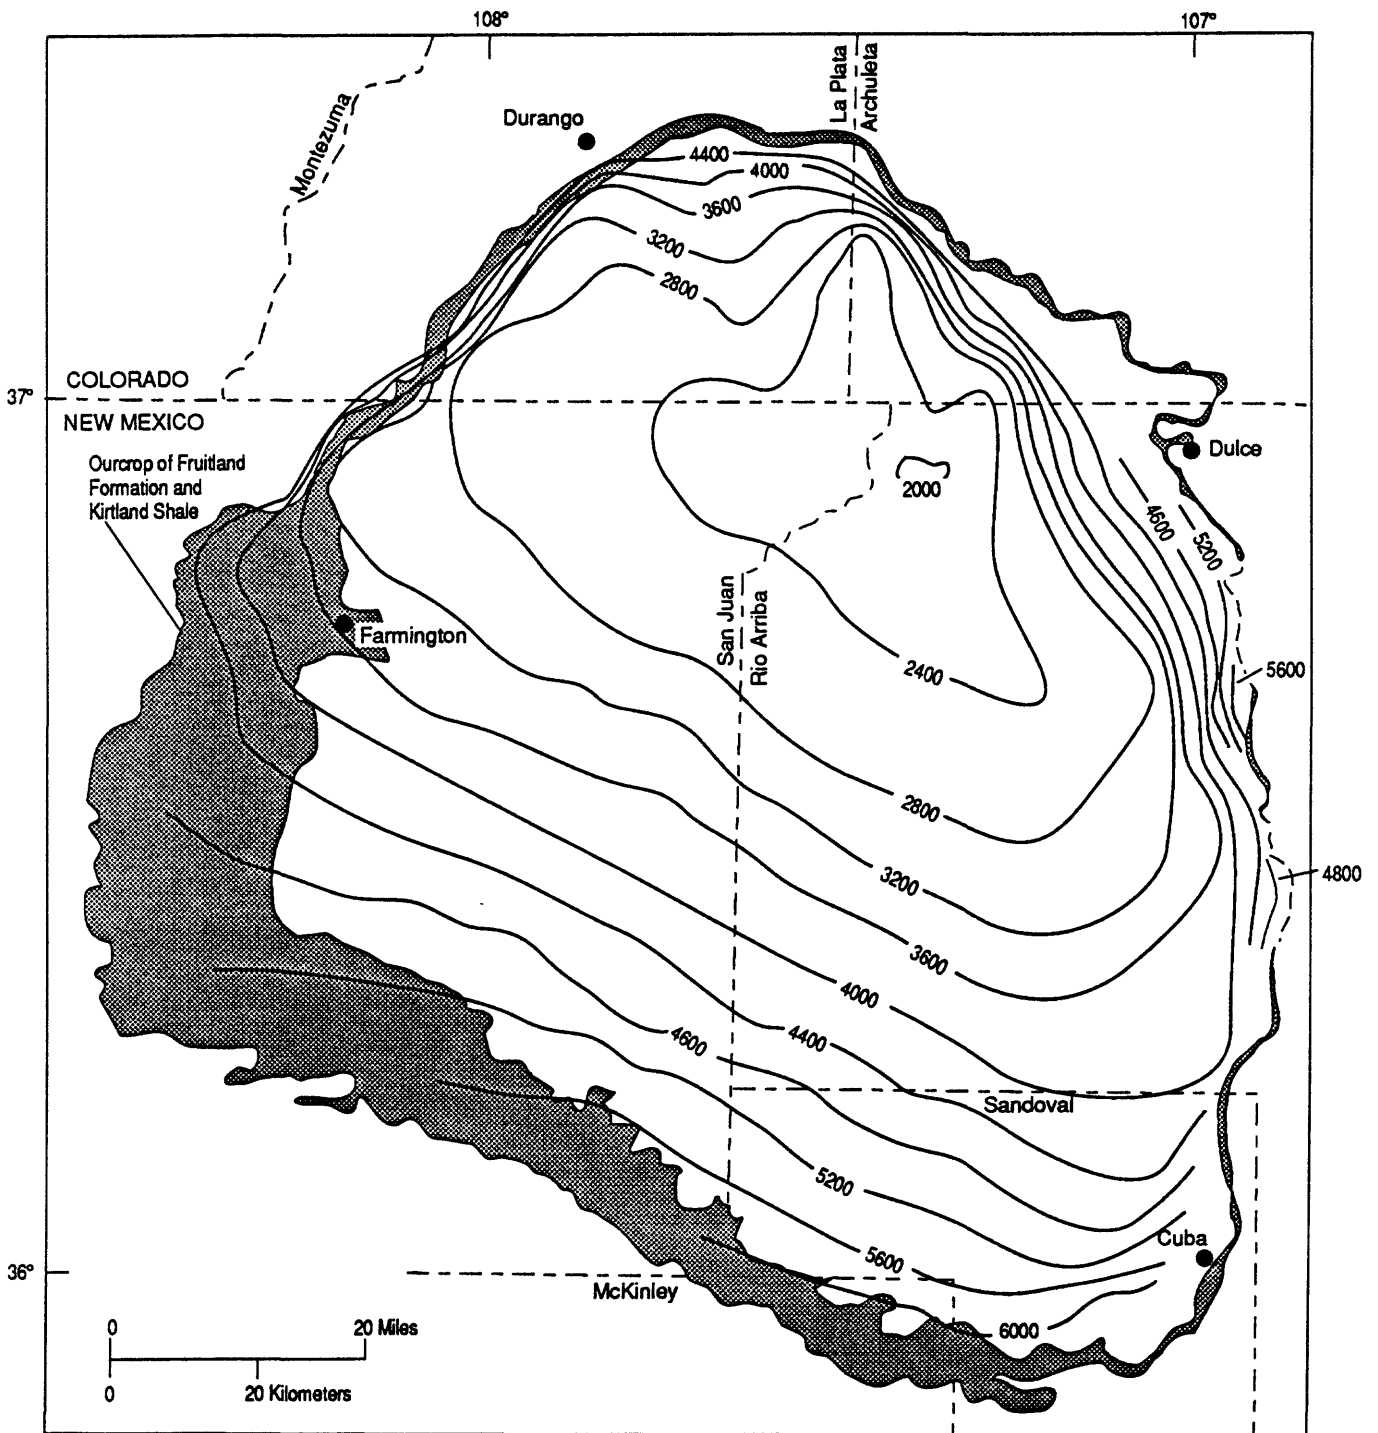 108°
107°
La Plata
Archuleta
Montezuma
Durango
4400
4000
3600
3200
2800
37°
COLORADO
NEW MEXICO
Ourcrop of Fruitland
Formation and
Kirtland Shale
Dulce
2000
4600
5200
San Juan
Rio Arriba
Farmington
5600
2400
2800
4800
3200
3600
4000
4400
4600
Sandoval
5200
Cuba
5600
36°
McKinley
6000
0
20 Miles
0
20 Kilometers